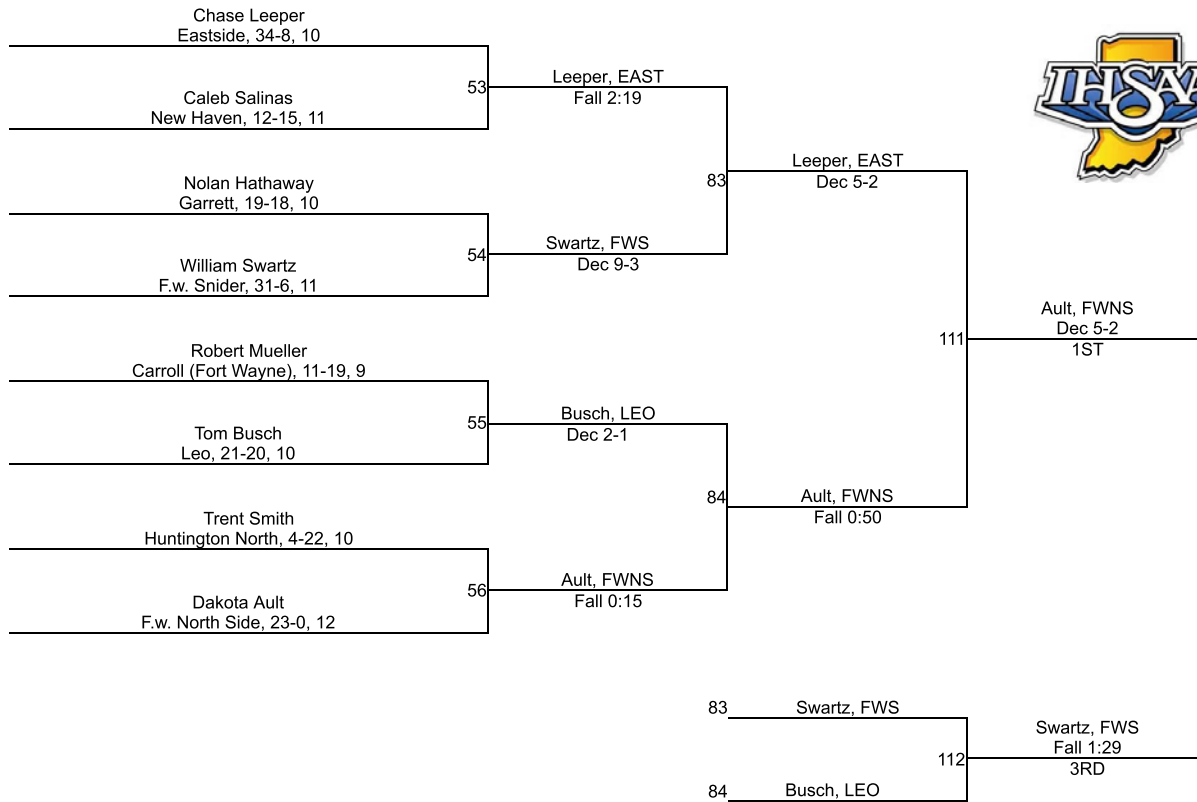 Chase Leeper
Eastside, 34-8, 10
53
Leeper, EAST
Fall 2:19
Caleb Salinas
New Haven, 12-15, 11
83
Leeper, EAST
Dec 5-2
Nolan Hathaway
Garrett, 19-18, 10
54
Swartz, FWS
Dec 9-3
William Swartz
F.w. Snider, 31-6, 11
111
Ault, FWNS
Dec 5-2
1ST
Robert Mueller
Carroll (Fort Wayne), 11-19, 9
55
Busch, LEO
Dec 2-1
Tom Busch
Leo, 21-20, 10
84
Ault, FWNS
Fall 0:50
Trent Smith
Huntington North, 4-22, 10
56
Ault, FWNS
Fall 0:15
Dakota Ault
F.w. North Side, 23-0, 12
83
Swartz, FWS
112
Swartz, FWS
Fall 1:29
3RD
84
Busch, LEO
IHSAA